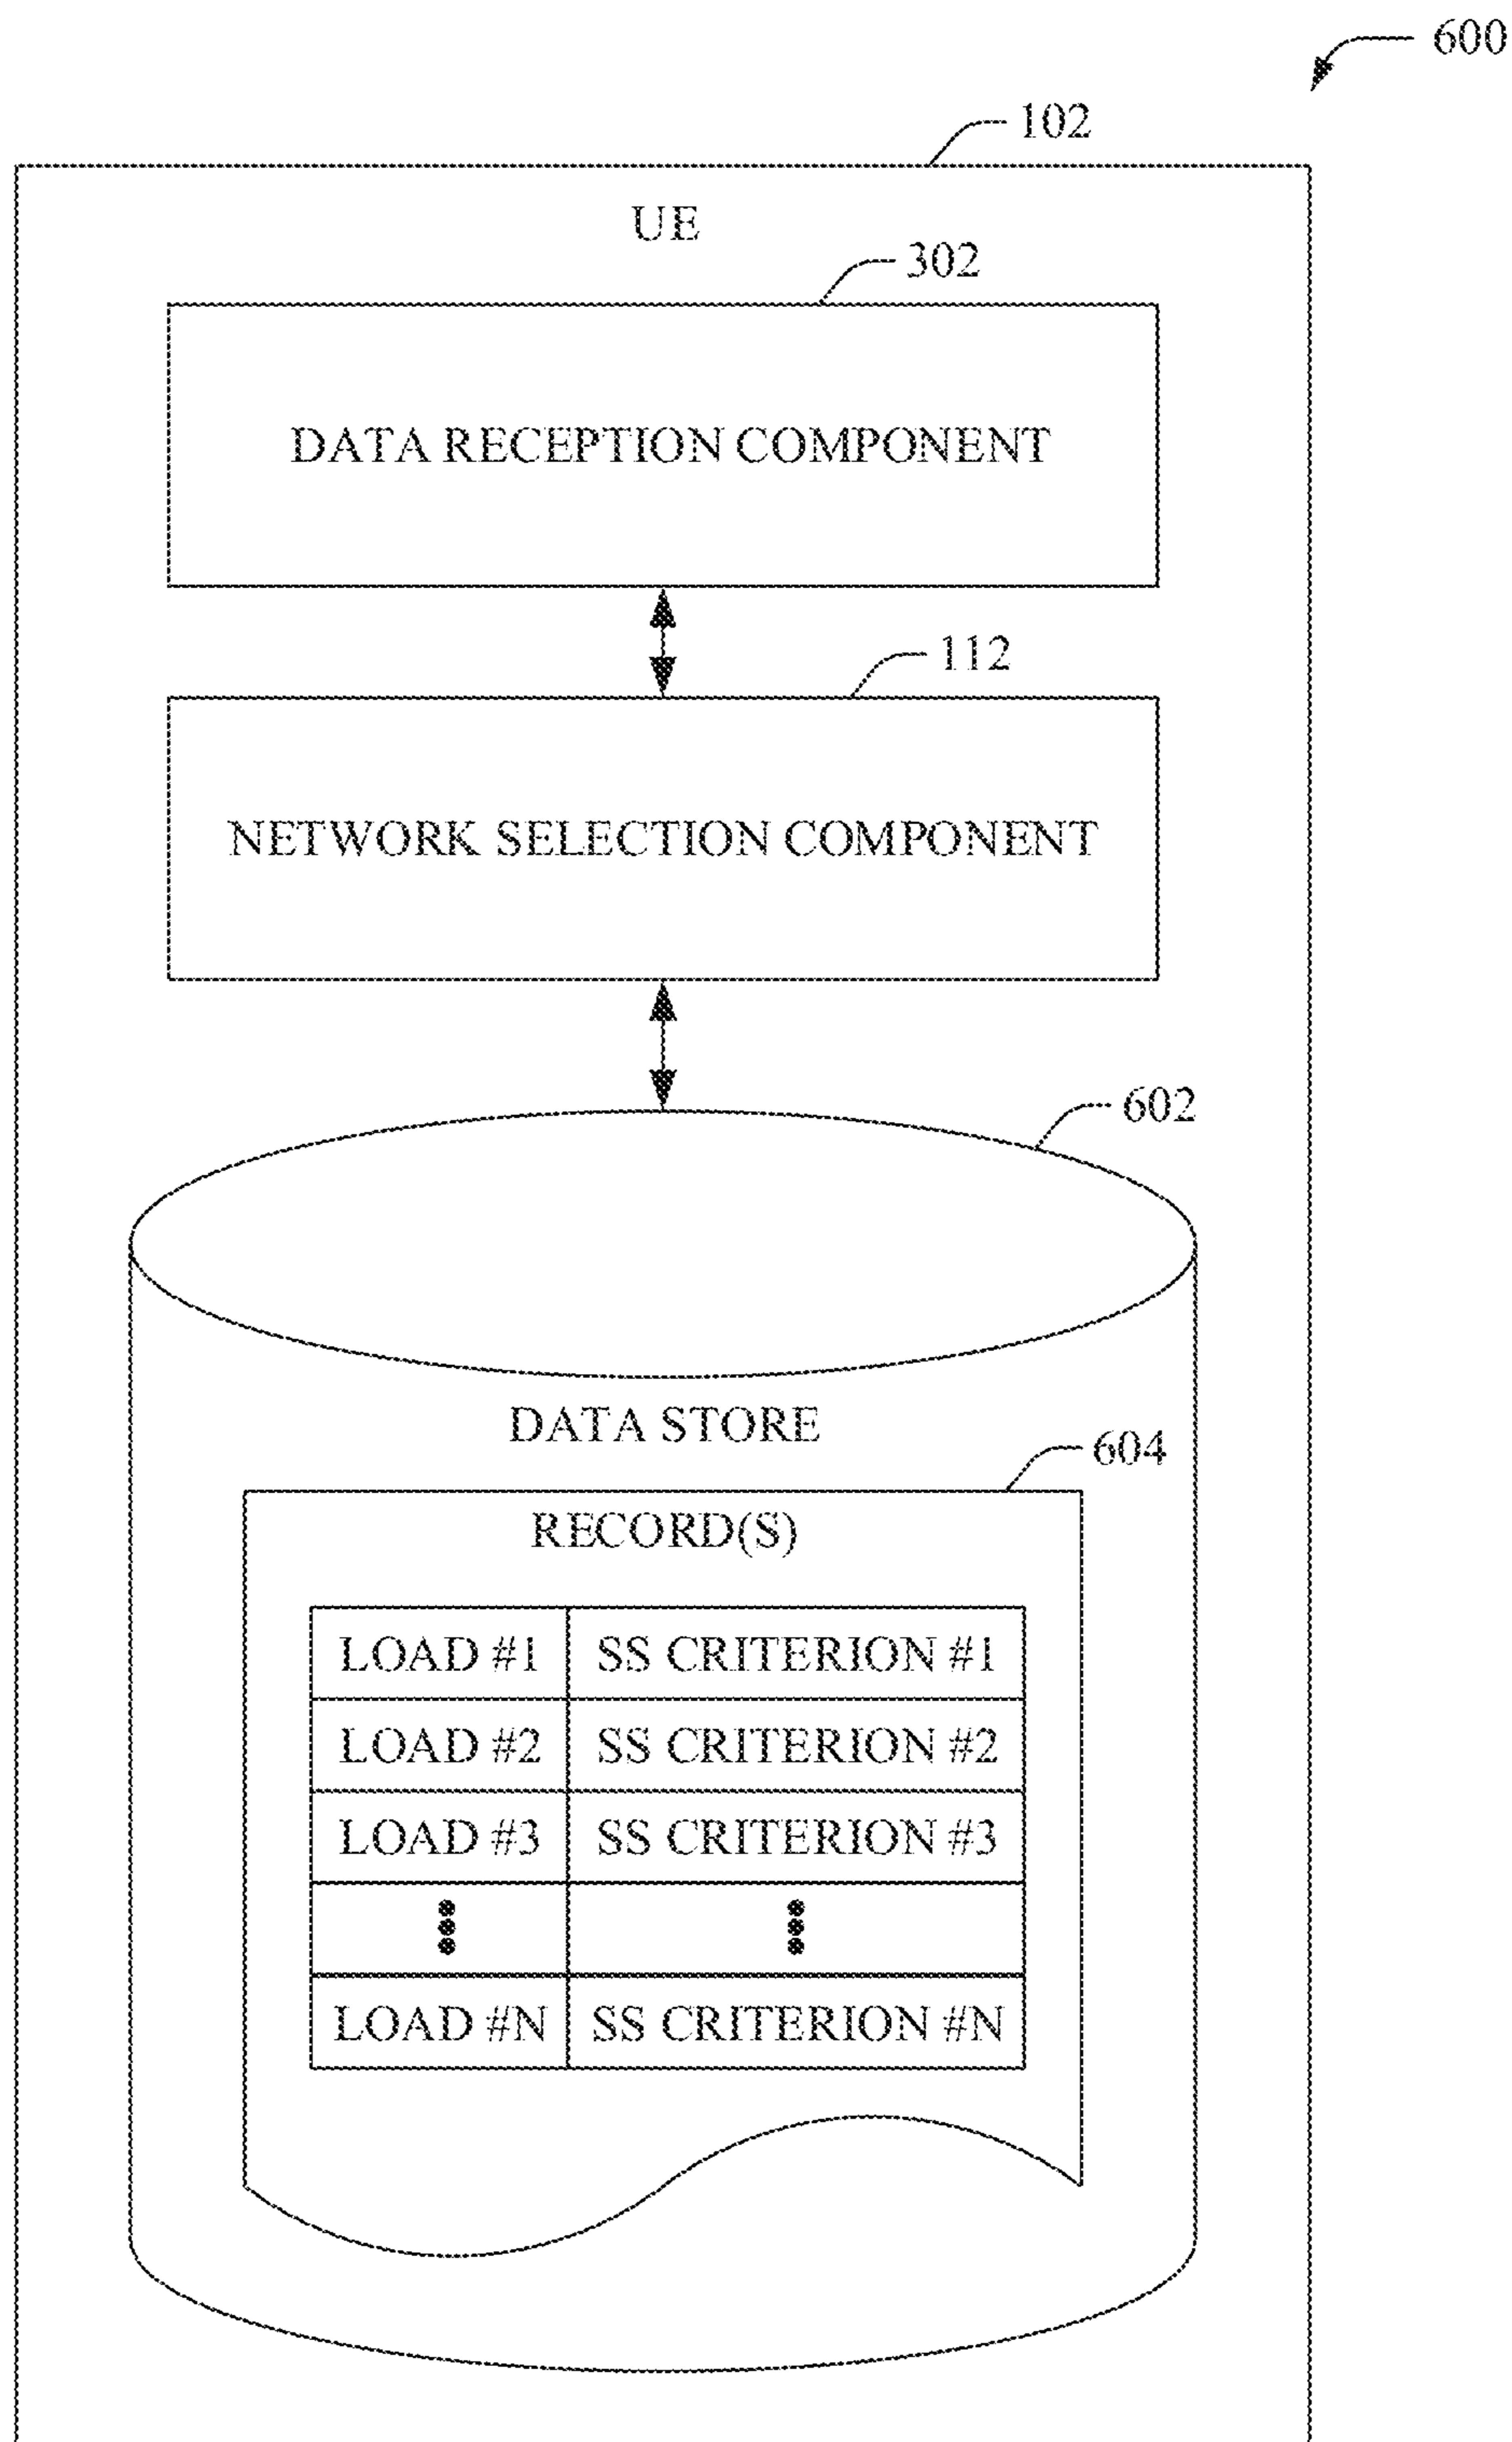 600
102
UE
302
DATA RECEPTION COMPONENT
112
NETWORK SELECTION COMPONENT
602
DATA STORE
604
RECORD(S)
LOAD #1 SS CRITERION #1
LOAD #2 SS CRITERION #2
LOAD #3 SS CRITERION #3
LOAD #N SS CRITERION #N